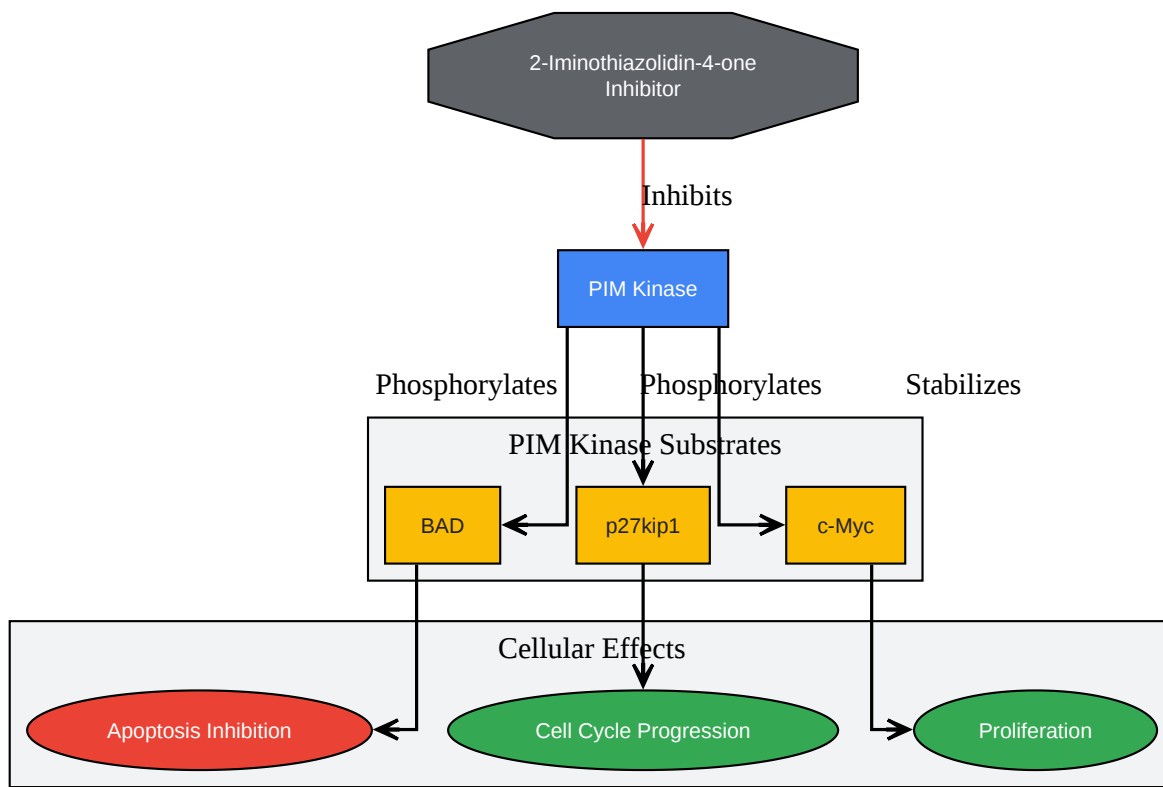 2-Iminothiazolidin-4-one
Inhibitor
Inhibits
PIM Kinase
Phosphorylates
Phosphorylates
Stabilizes
PIM Kinase Substrates
BAD
p27kip1
c-Myc
Cellular Effects
Apoptosis Inhibition
Cell Cycle Progression
Proliferation